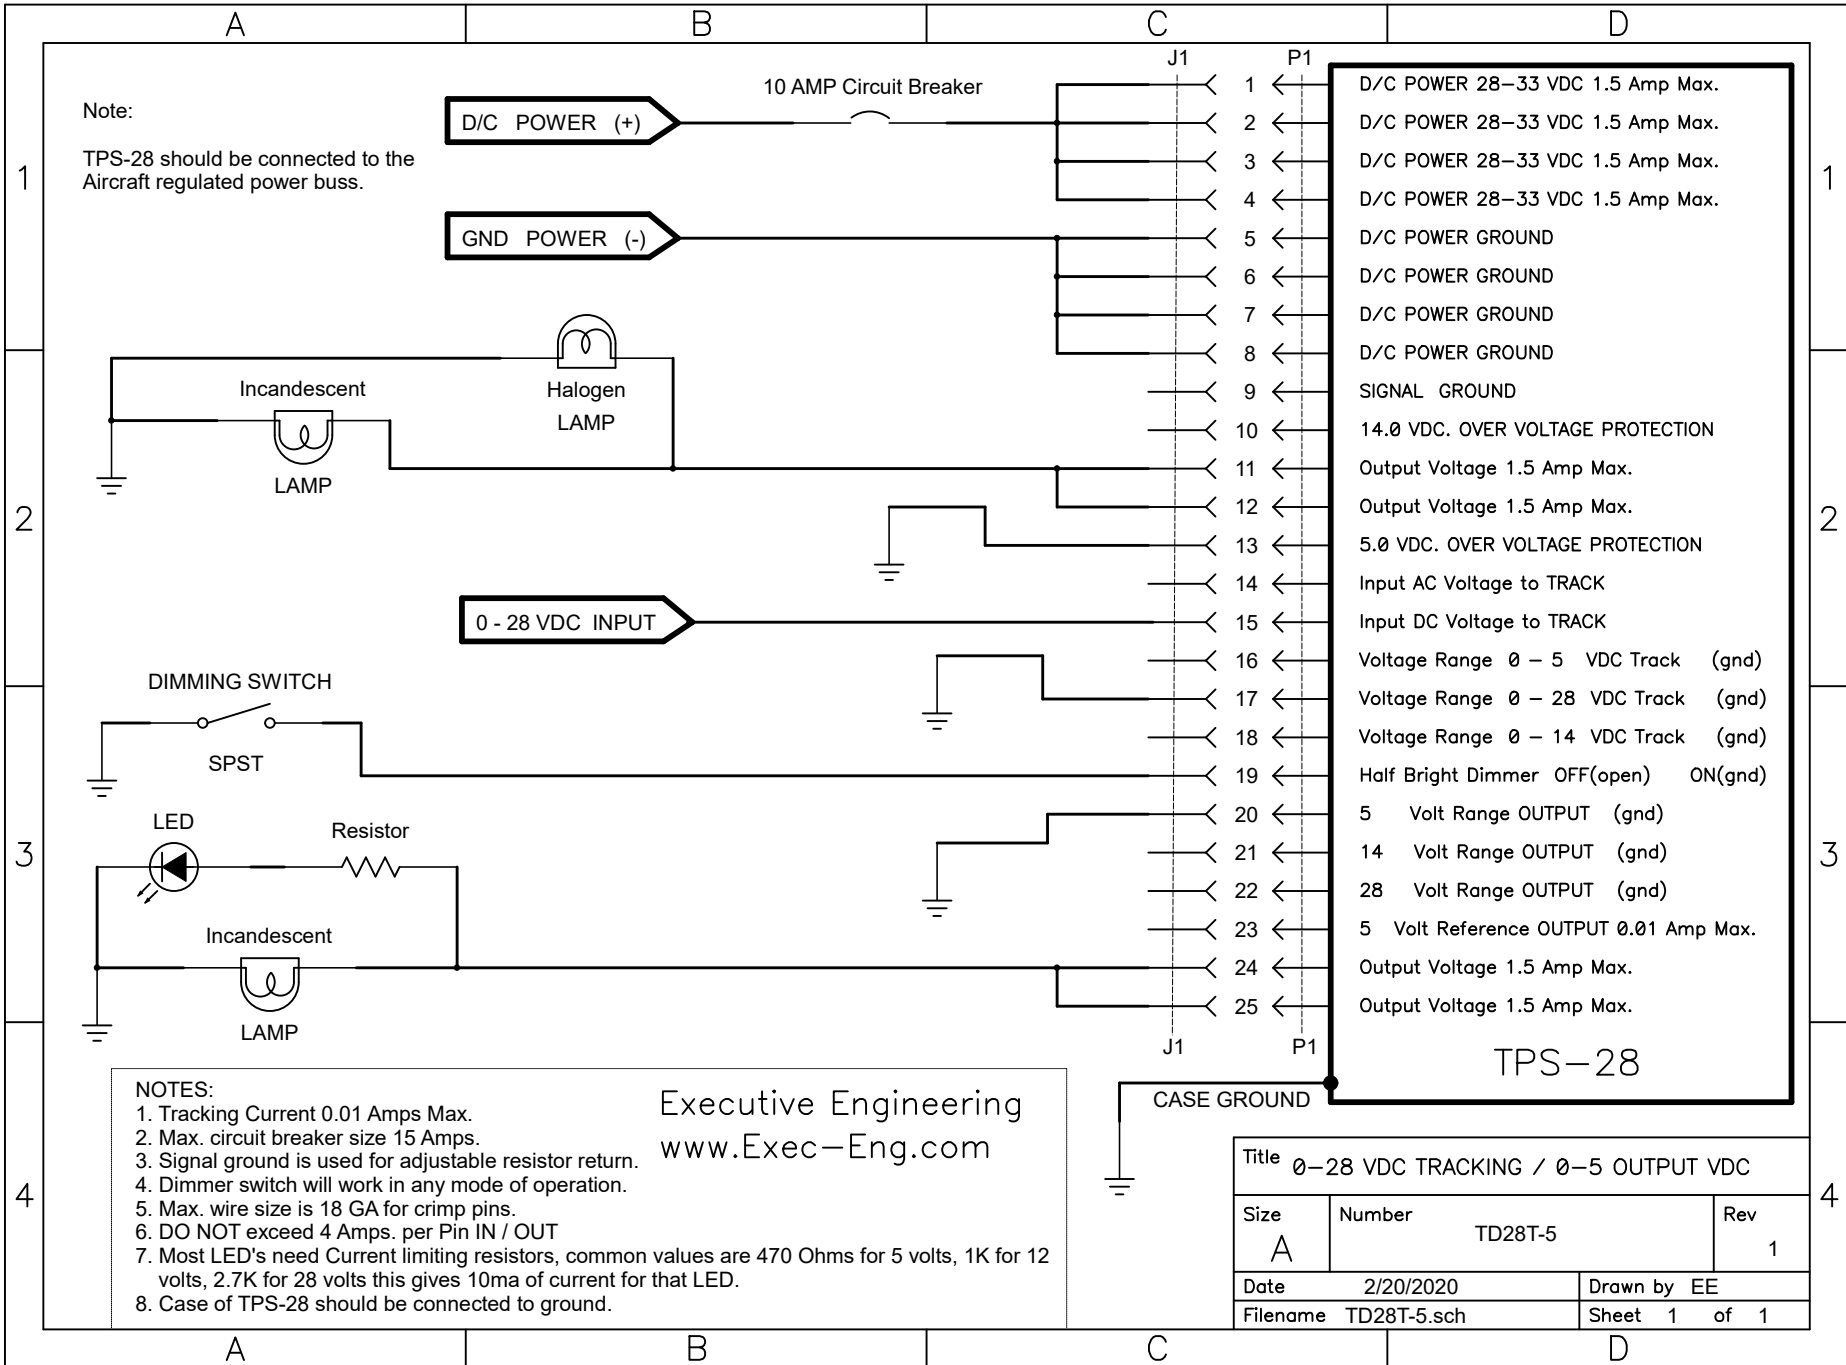 A B C D
J1 P1
Note:
TPS-28 should be connected to the
Aircraft regulated power buss.
D/C POWER (+)
10 AMP Circuit Breaker
GND POWER (-)
1 1
1 D/C POWER 28–33 VDC 1.5 Amp Max.
2 D/C POWER 28–33 VDC 1.5 Amp Max.
3 D/C POWER 28–33 VDC 1.5 Amp Max.
4 D/C POWER 28–33 VDC 1.5 Amp Max.
5 D/C POWER GROUND
6 D/C POWER GROUND
7 D/C POWER GROUND
8 D/C POWER GROUND
9 SIGNAL GROUND
10 14.0 VDC. OVER VOLTAGE PROTECTION
11 Output Voltage 1.5 Amp Max.
12 Output Voltage 1.5 Amp Max.
13 5.0 VDC. OVER VOLTAGE PROTECTION
14 Input AC Voltage to TRACK
15 Input DC Voltage to TRACK
16 Voltage Range 0 – 5 VDC Track (gnd)
17 Voltage Range 0 – 28 VDC Track (gnd)
18 Voltage Range 0 – 14 VDC Track (gnd)
19 Half Bright Dimmer OFF(open) ON(gnd)
20 5 Volt Range OUTPUT (gnd)
21 14 Volt Range OUTPUT (gnd)
22 28 Volt Range OUTPUT (gnd)
23 5 Volt Reference OUTPUT 0.01 Amp Max.
24 Output Voltage 1.5 Amp Max.
25 Output Voltage 1.5 Amp Max.
J1 P1
TPS–28
CASE GROUND
Incandescent
LAMP
Halogen
LAMP
2 2
0 - 28 VDC INPUT
DIMMING SWITCH
SPST
3 3
LED
Resistor
Incandescent
LAMP
4 4
NOTES:
1. Tracking Current 0.01 Amps Max.
2. Max. circuit breaker size 15 Amps.
3. Signal ground is used for adjustable resistor return.
4. Dimmer switch will work in any mode of operation.
5. Max. wire size is 18 GA for crimp pins.
6. DO NOT exceed 4 Amps. per Pin IN / OUT
7. Most LED's need Current limiting resistors, common values are 470 Ohms for 5 volts, 1K for 12
volts, 2.7K for 28 volts this gives 10ma of current for that LED.
8. Case of TPS-28 should be connected to ground.
Executive Engineering
www.Exec–Eng.com
Title 0–28 VDC TRACKING / 0–5 OUTPUT VDC
Size Number Rev
A TD28T-5 1
Date 2/20/2020 Drawn by EE
Filename TD28T-5.sch Sheet 1 of 1
A B C D